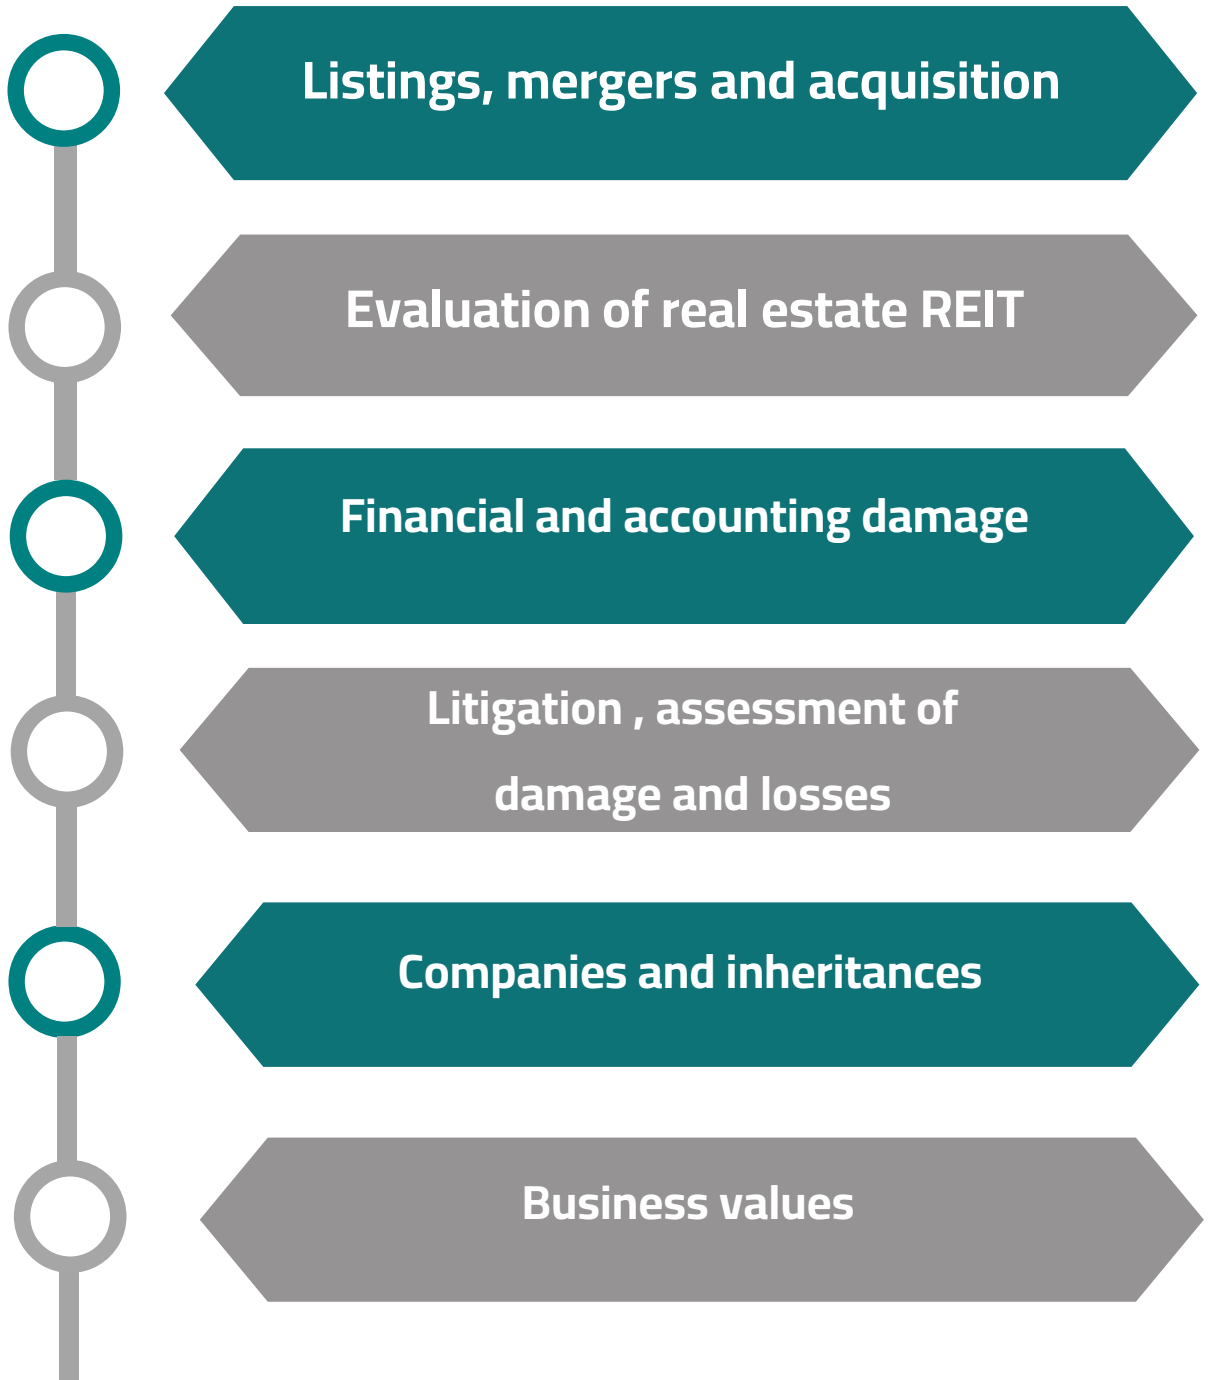 Listings, mergers and acquisition
Evaluation of real estate REIT
Financial and accounting damage
Litigation , assessment of
damage and losses
Companies and inheritances
Business values